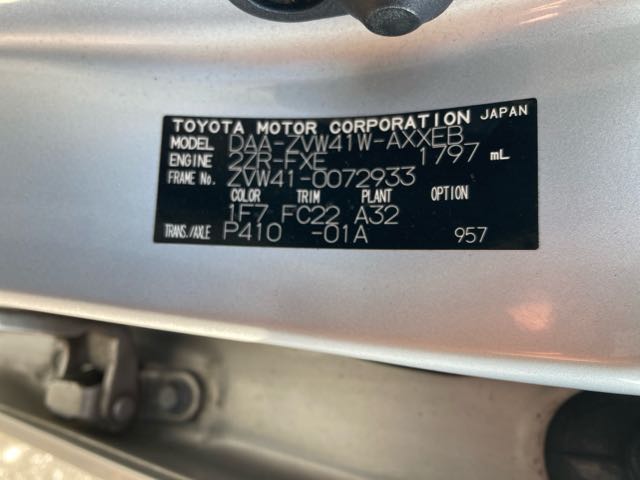 TOYOTA MOTOR CORPORATION JAPAN
MODEL DAA-ZVW41W-AXXEB
ENGINE 2ZR-FXE 1797 mL
FRAME No. ZVW41-0072933
COLOR TRIM PLANT OPTION
1F7 FC22 A32
TRANS./AXLE P410 -01A 957